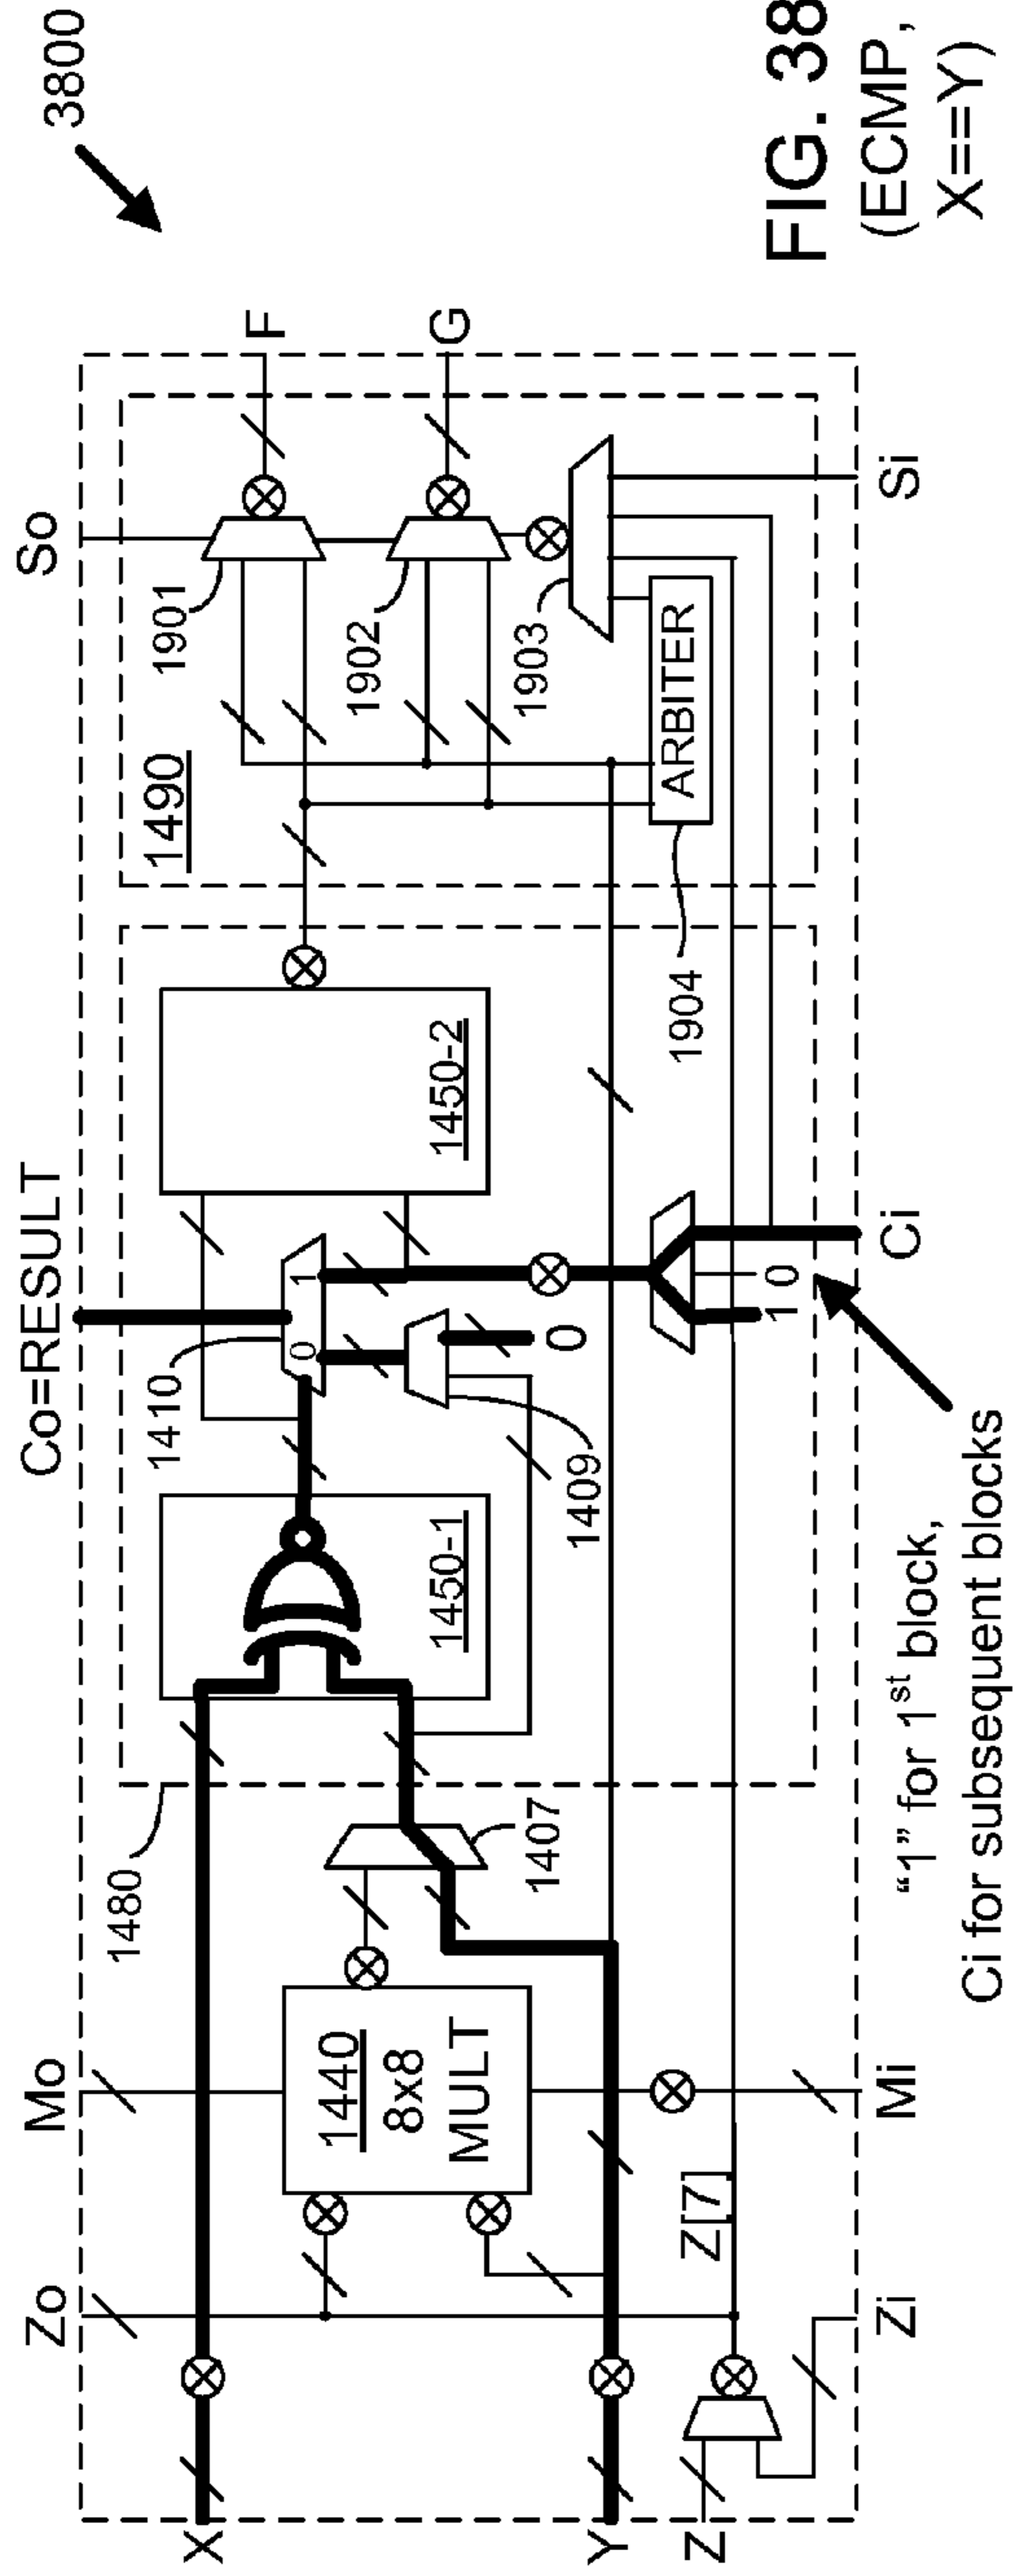 3800
So
Co=RESULT
Mo
Zo
F
G
1901
1902
1903
1490
ARBITER
1904
1450-2
1410
0
1
1409
0
1450-1
1480
1407
1440
8x8
MULT
Z[7]
X
Y
Z
1 0
Si
Ci
Mi
Zi
"1" for 1st block,
Ci for subsequent blocks
FIG. 38
(ECMP,
X==Y)